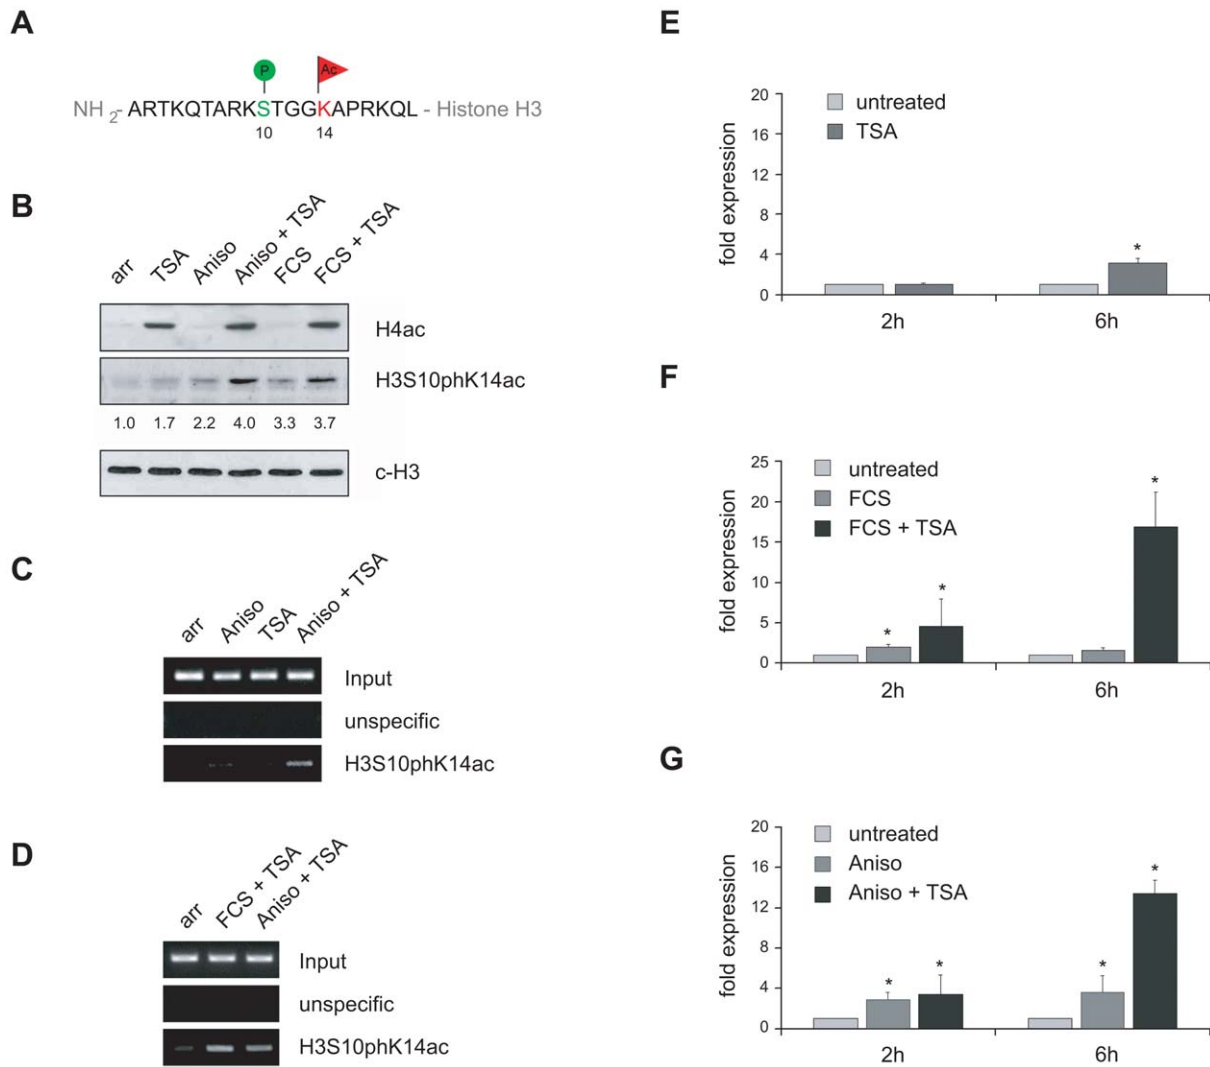 A
P
Ac
NH2- ARTKQTARKSTGGKAPRKQL - Histone H3
10 14
B
arr TSA Aniso Aniso + TSA FCS FCS + TSA
H4ac
H3S10phK14ac
1.0 1.7 2.2 4.0 3.3 3.7
c-H3
C
arr Aniso TSA Aniso + TSA
Input
unspecific
H3S10phK14ac
D
arr FCS + TSA Aniso + TSA
Input
unspecific
H3S10phK14ac
E
untreated
TSA
fold expression
20
16
12
8
4
0
*
2h 6h
F
untreated
FCS
FCS + TSA
fold expression
25
20
15
10
5
0
* * *
2h 6h
G
untreated
Aniso
Aniso + TSA
fold expression
20
16
12
8
4
0
* * * *
2h 6h